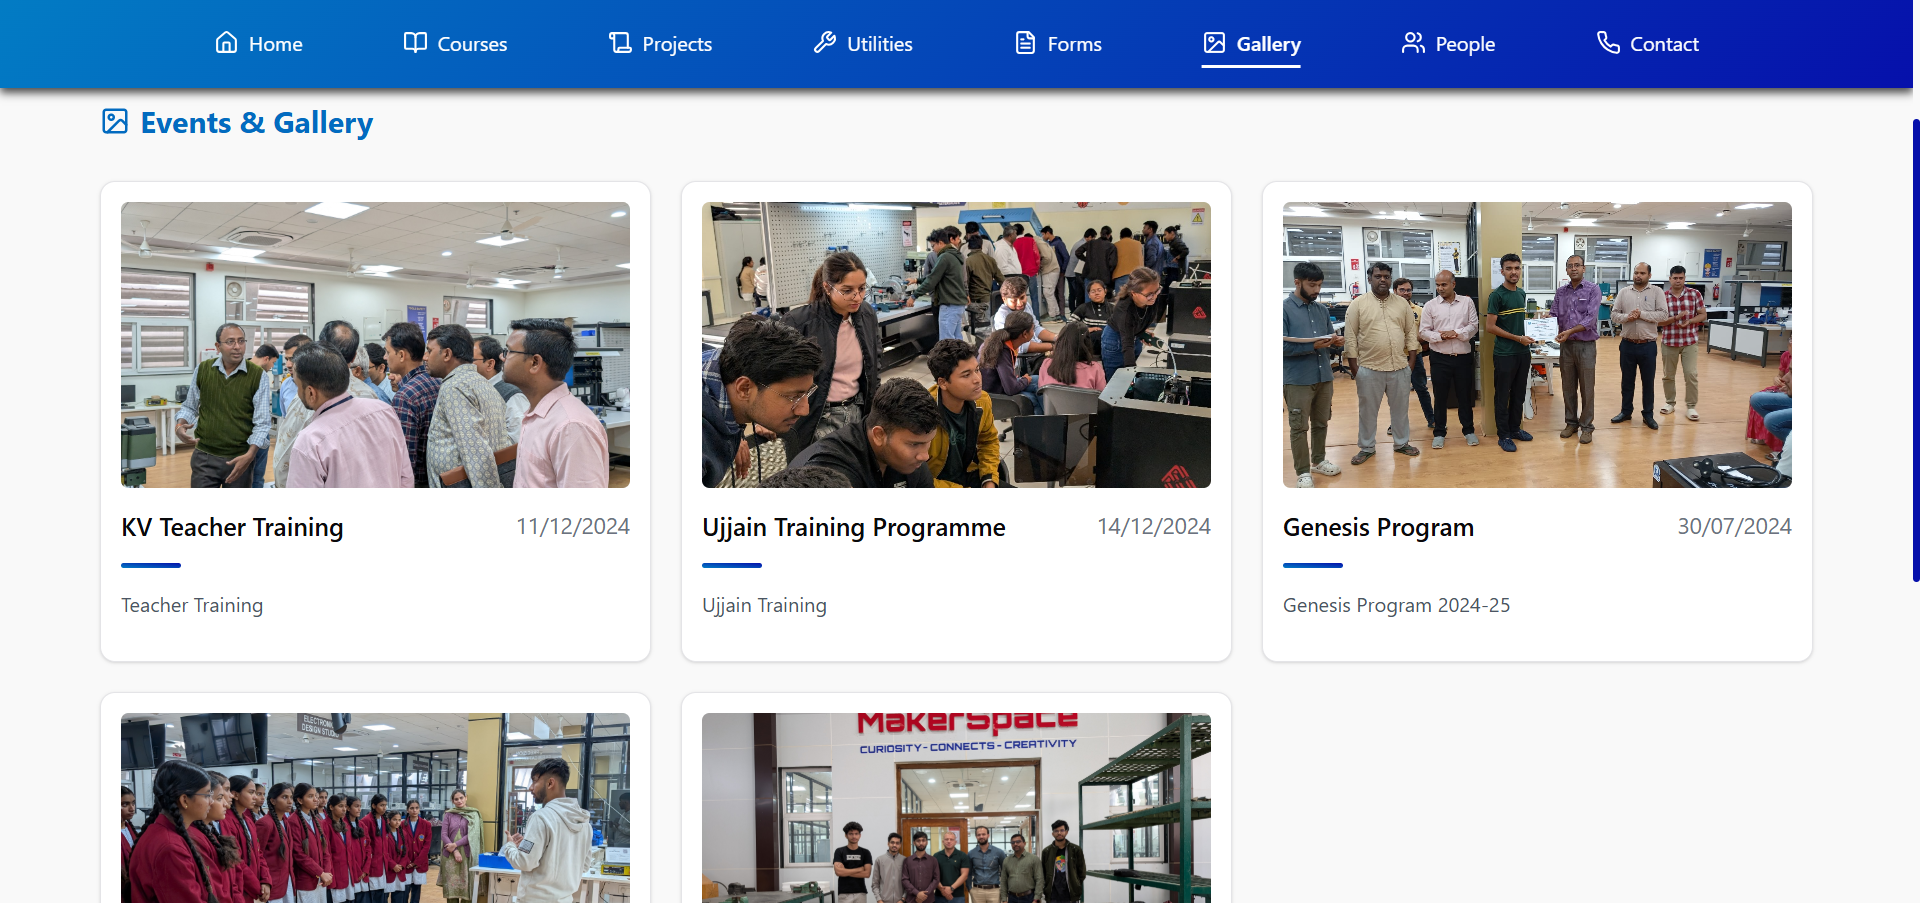 Home Courses Projects Utilities Forms Gallery People Contact
Events & Gallery
KV Teacher Training 11/12/2024
Teacher Training
Ujjain Training Programme 14/12/2024
Ujjain Training
Genesis Program 30/07/2024
Genesis Program 2024-25
ELECTRONIC
DESIGN STUDIO
MakerSpace
CURIOSITY - CONNECTS - CREATIVITY